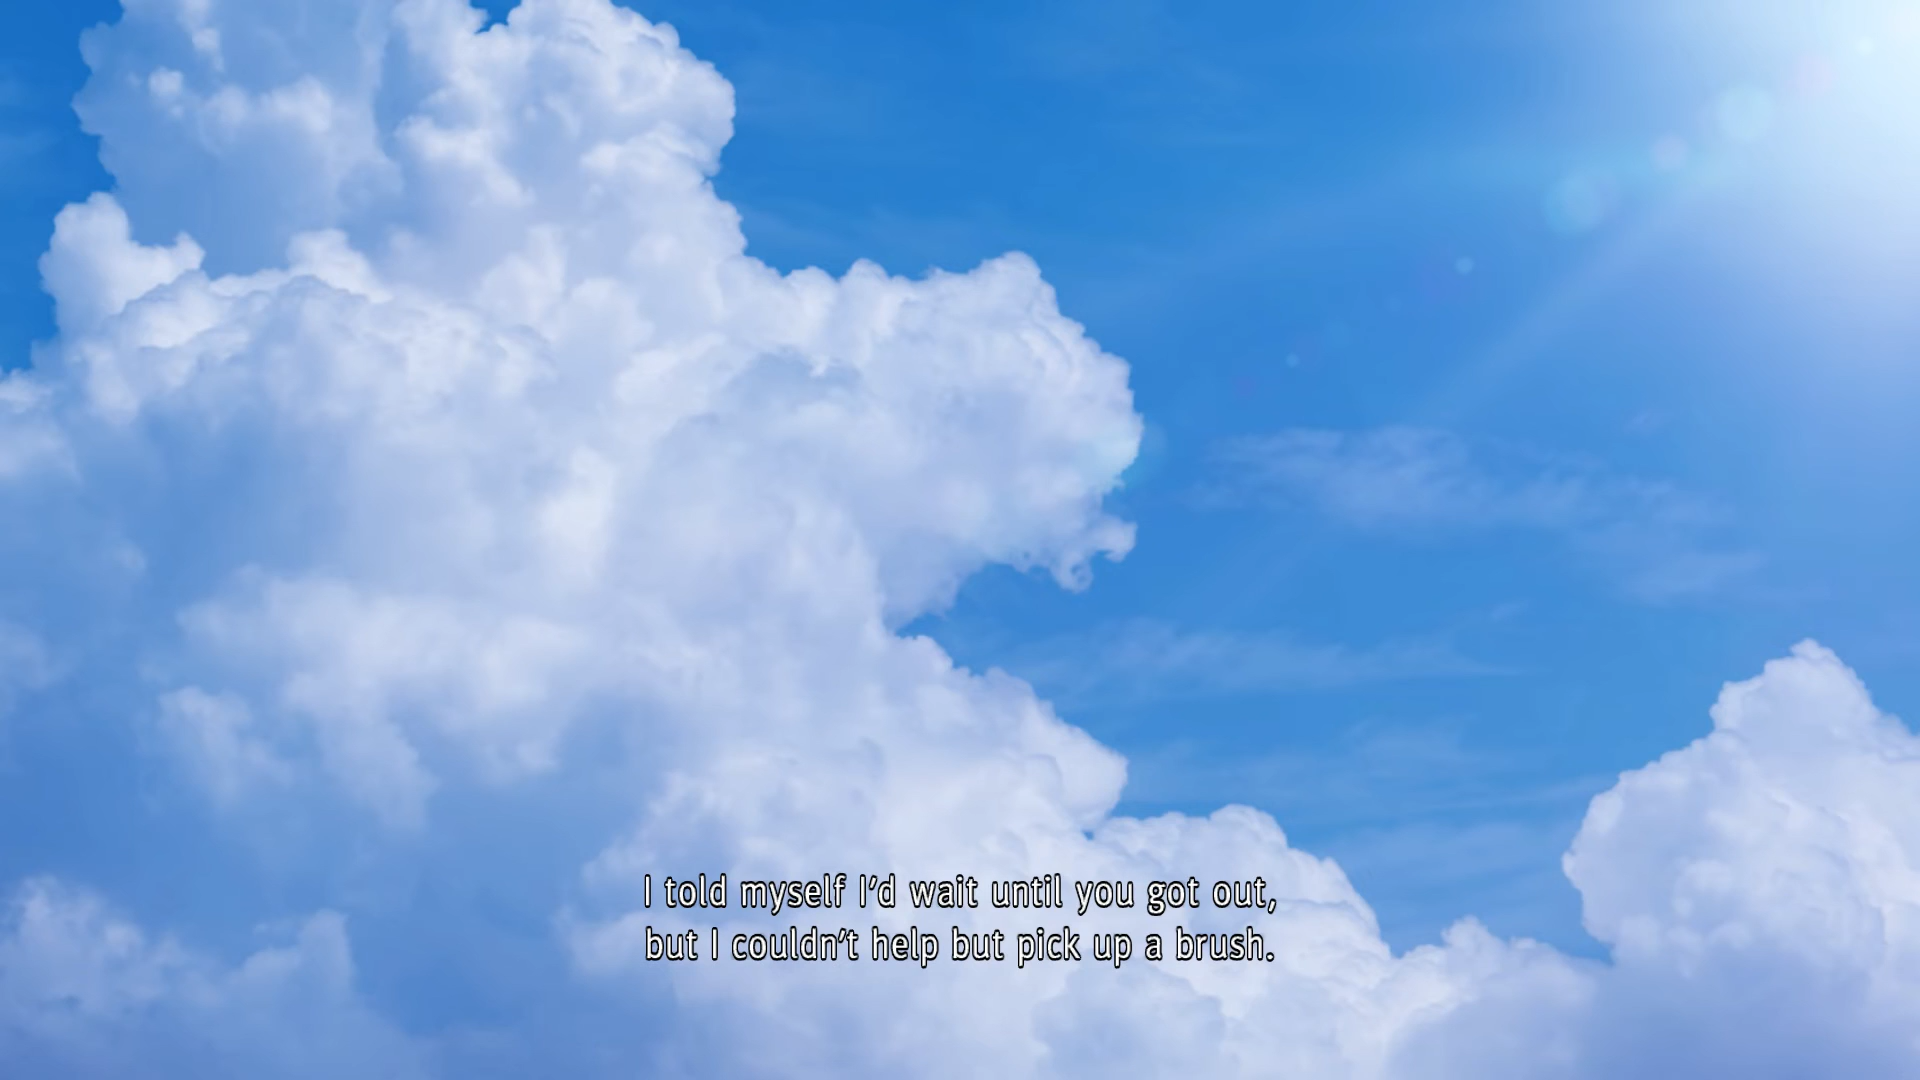 I told myself I'd wait until you got out,
but I couldn't help but pick up a brush.